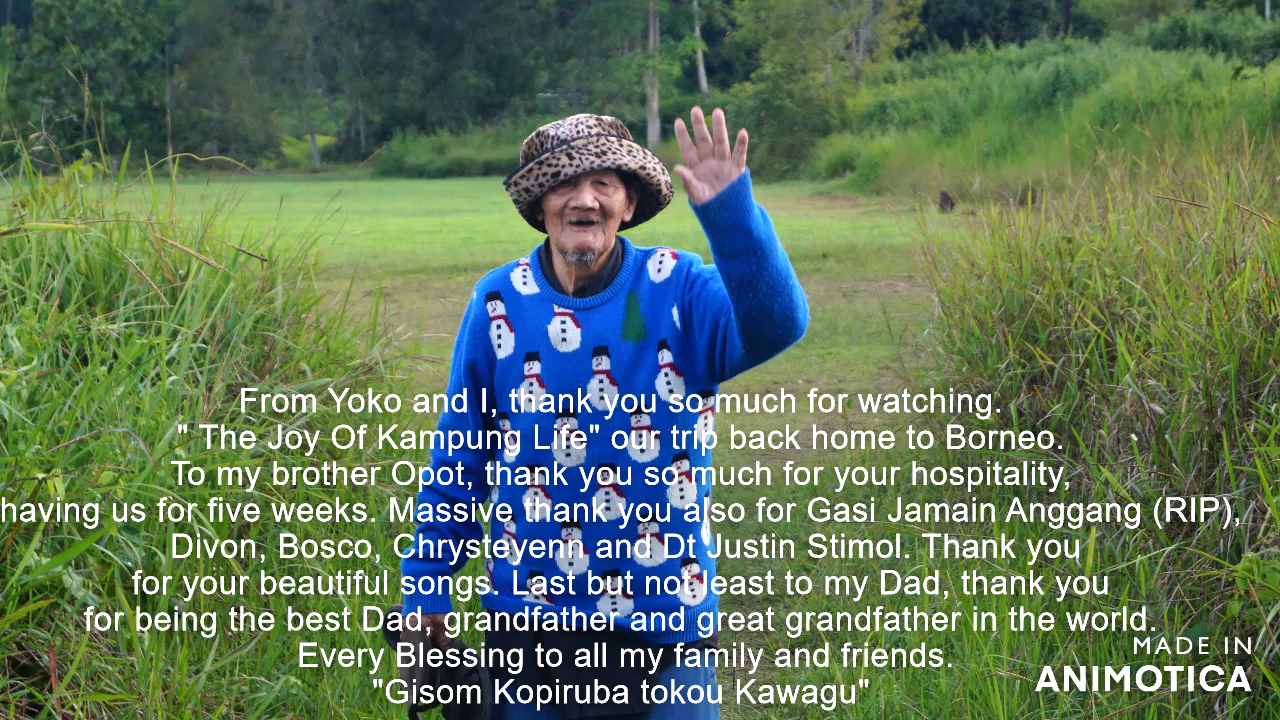 From Yoko and I, thank you so much for watching.
" The Joy Of Kampung Life" our trip back home to Borneo.
To my brother Opot, thank you so much for your hospitality,
having us for five weeks. Massive thank you also for Gasi Jamain Anggang (RIP),
Divon, Bosco, Chrysteyenn and Dt Justin Stimol. Thank you
for your beautiful songs. Last but not least to my Dad, thank you
for being the best Dad, grandfather and great grandfather in the world.
Every Blessing to all my family and friends.
"Gisom Kopiruba tokou Kawagu"
MADE IN
ANIMOTICA